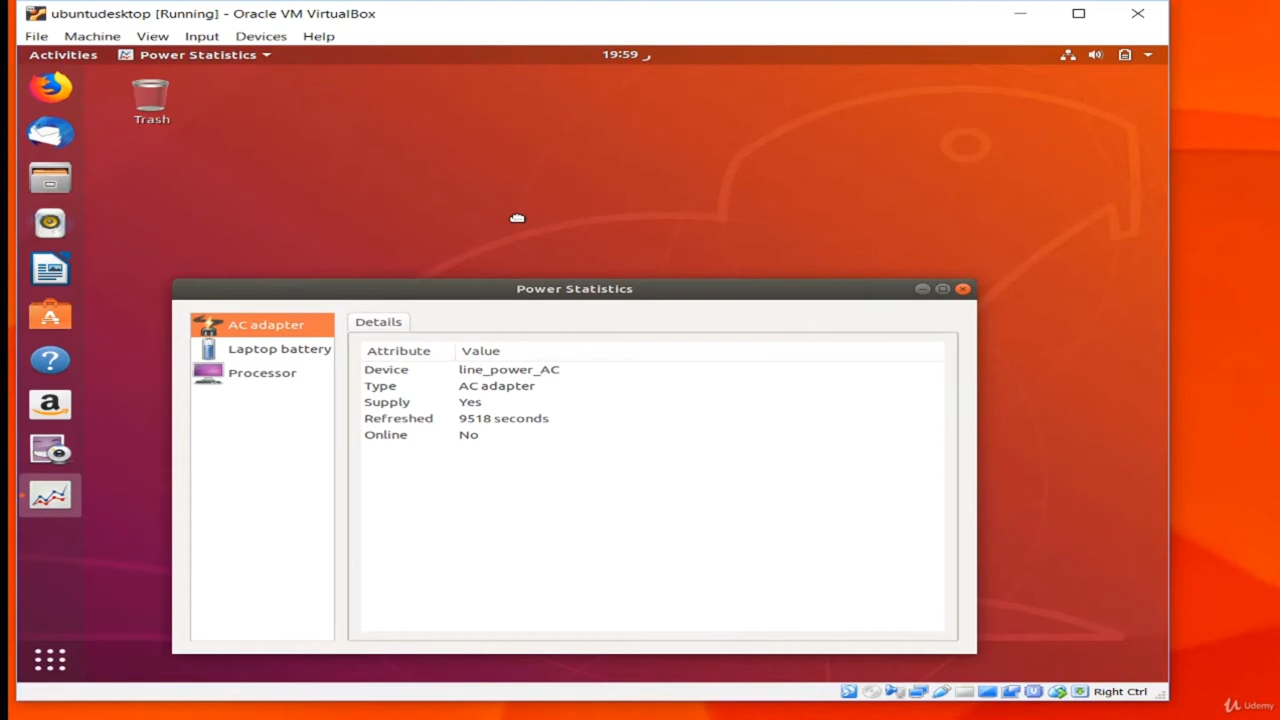 ubuntudesktop [Running] - Oracle VM VirtualBox
File Machine View Input Devices Help
Activities Power Statistics 19:59 ر
Trash
Power Statistics
AC adapter
Laptop battery
Processor
Details
Attribute Value
Device line_power_AC
Type AC adapter
Supply Yes
Refreshed 9518 seconds
Online No
Right Ctrl
Udemy